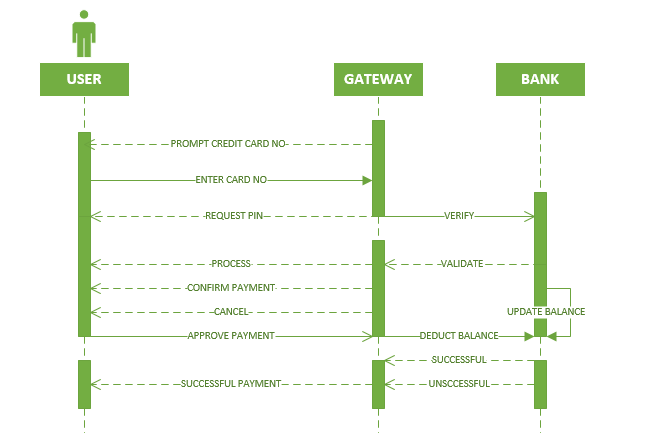 USER
GATEWAY
BANK
PROMPT CREDIT CARD NO
ENTER CARD NO
REQUEST PIN
VERIFY
PROCESS
VALIDATE
CONFIRM PAYMENT
CANCEL
UPDATE BALANCE
APPROVE PAYMENT
DEDUCT BALANCE
SUCCESSFUL
SUCCESSFUL PAYMENT
UNSCCESSFUL